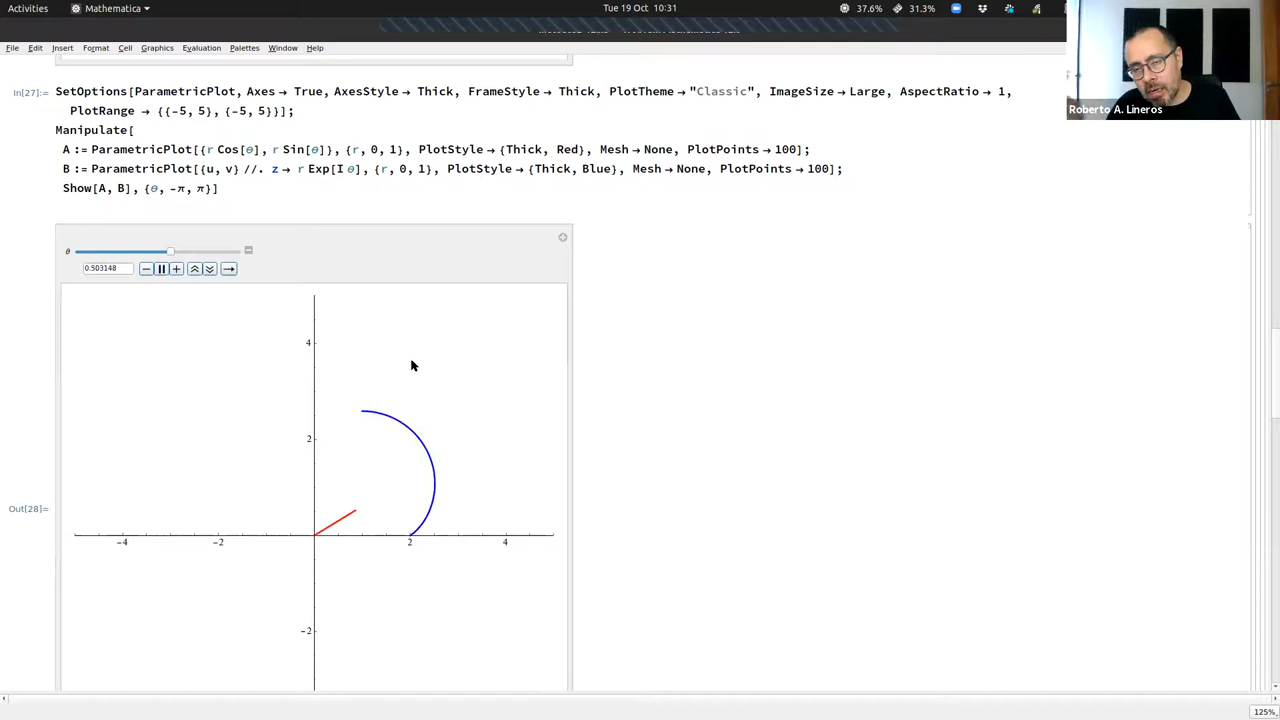 Activities Mathematica Tue 19 Oct 10:31 37.6% 31.3%
File Edit Insert Format Cell Graphics Evaluation Palettes Window Help
Roberto A. Lineros
In[27]:= SetOptions[ParametricPlot, Axes → True, AxesStyle → Thick, FrameStyle → Thick, PlotTheme → "Classic", ImageSize → Large, AspectRatio → 1,
PlotRange → {{-5, 5}, {-5, 5}}];
Manipulate[
A := ParametricPlot[{r Cos[θ], r Sin[θ]}, {r, 0, 1}, PlotStyle → {Thick, Red}, Mesh → None, PlotPoints → 100];
B := ParametricPlot[{u, v} //. z → r Exp[I θ], {r, 0, 1}, PlotStyle → {Thick, Blue}, Mesh → None, PlotPoints → 100];
Show[A, B], {θ, -π, π}]
θ
0.503148
4
2
Out[28]=
-4 -2 2 4
-2
125%